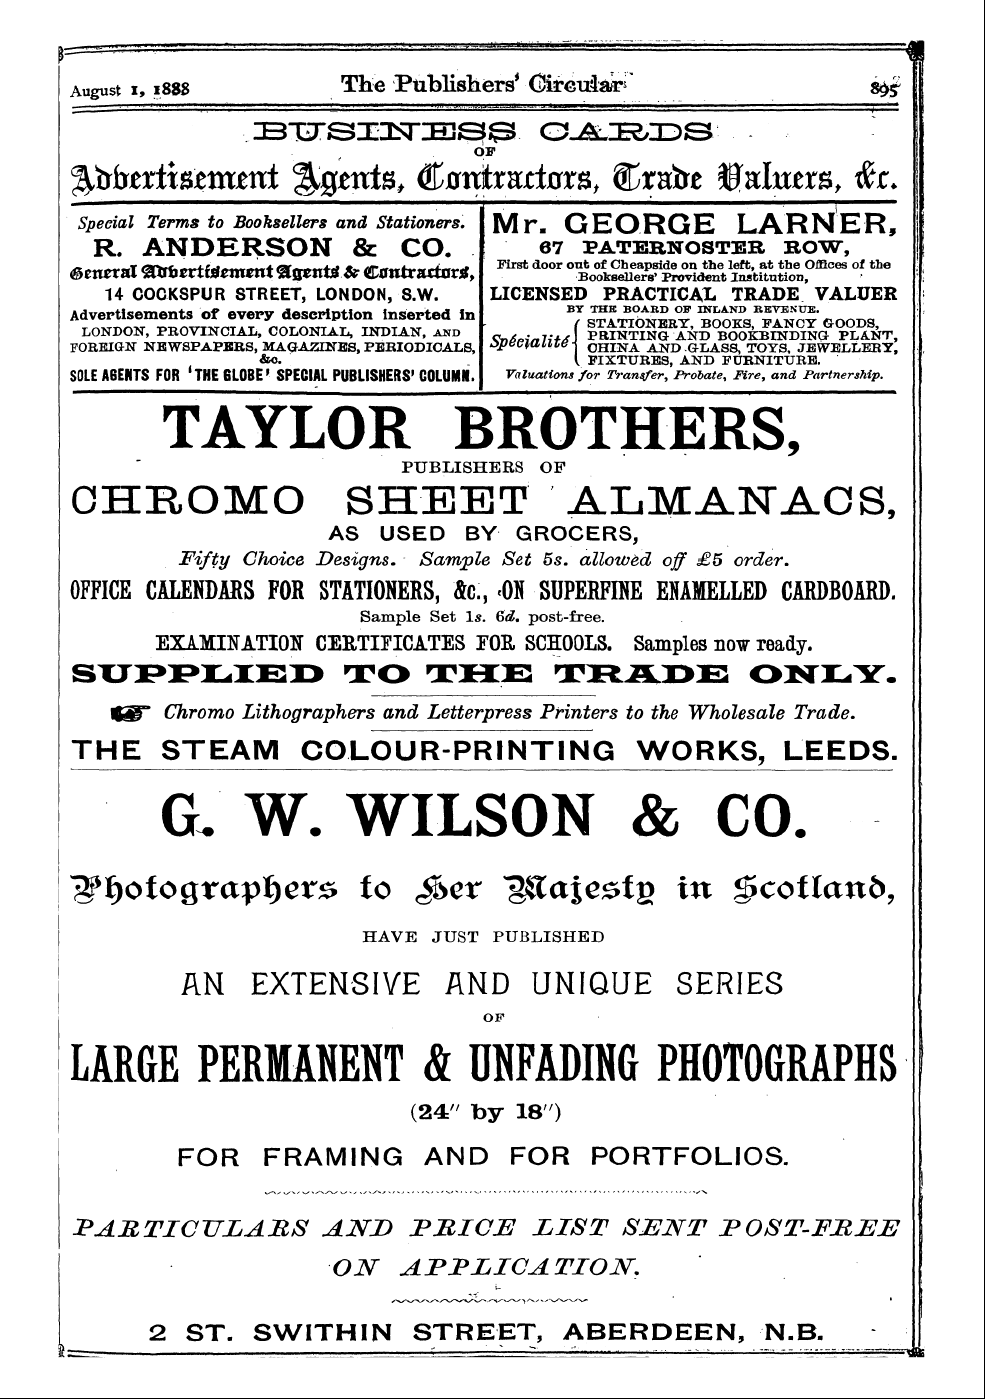 August 1, 1888 The Publishers' Circular 895
BUSINESS CARDS
OF
Advertisement Agents, Contractors, Trade Valuers, &c.
Special Terms to Booksellers and Stationers.
R. ANDERSON & CO.
General Advertisement Agents & Contractors,
14 COCKSPUR STREET, LONDON, S.W.
Advertisements of every description inserted in
LONDON, PROVINCIAL, COLONIAL, INDIAN, AND
FOREIGN NEWSPAPERS, MAGAZINES, PERIODICALS,
&c.
SOLE AGENTS FOR 'THE GLOBE' SPECIAL PUBLISHERS' COLUMN.
Mr. GEORGE LARNER,
67 PATERNOSTER ROW,
First door out of Cheapside on the left, at the Offices of the
Booksellers' Provident Institution,
LICENSED PRACTICAL TRADE VALUER
BY THE BOARD OF INLAND REVENUE.
Spécialité { STATIONERY, BOOKS, FANCY GOODS,
PRINTING AND BOOKBINDING PLANT,
CHINA AND GLASS, TOYS, JEWELLERY,
FIXTURES, AND FURNITURE.
Valuations for Transfer, Probate, Fire, and Partnership.
TAYLOR BROTHERS,
PUBLISHERS OF
CHROMO SHEET ALMANACS,
AS USED BY GROCERS,
Fifty Choice Designs. Sample Set 5s. allowed off £5 order.
OFFICE CALENDARS FOR STATIONERS, &c., ON SUPERFINE ENAMELLED CARDBOARD.
Sample Set 1s. 6d. post-free.
EXAMINATION CERTIFICATES FOR SCHOOLS. Samples now ready.
SUPPLIED TO THE TRADE ONLY.
☞ Chromo Lithographers and Letterpress Printers to the Wholesale Trade.
THE STEAM COLOUR-PRINTING WORKS, LEEDS.
G. W. WILSON & CO.
Photographers to Her Majesty in Scotland,
HAVE JUST PUBLISHED
AN EXTENSIVE AND UNIQUE SERIES
OF
LARGE PERMANENT & UNFADING PHOTOGRAPHS
(24" by 18")
FOR FRAMING AND FOR PORTFOLIOS.
PARTICULARS AND PRICE LIST SENT POST-FREE
ON APPLICATION.
2 ST. SWITHIN STREET, ABERDEEN, N.B.